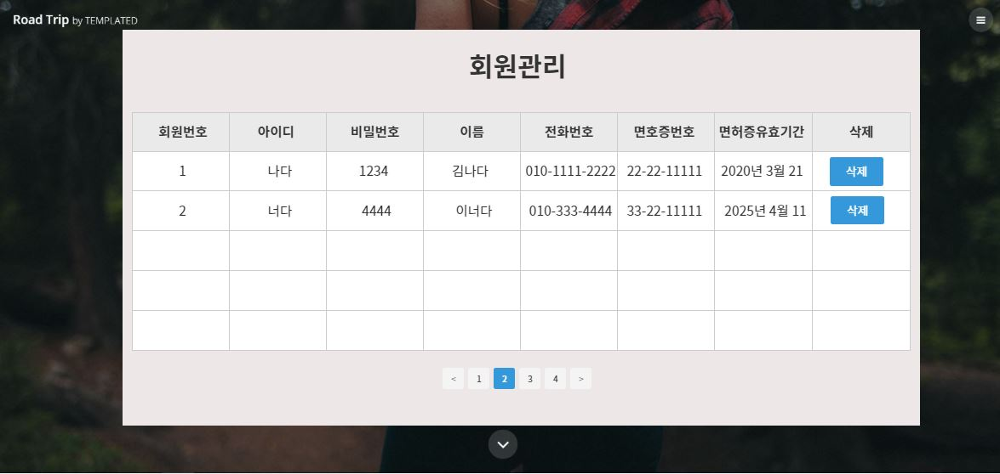 Road Trip by TEMPLATED
회원관리
회원번호 아이디 비밀번호 이름 전화번호 면호증번호 면허증유효기간 삭제
1 나다 1234 김나다 010-1111-2222 22-22-11111 2020년 3월 21 삭제
2 너다 4444 이너다 010-333-4444 33-22-11111 2025년 4월 11 삭제
< 1 2 3 4 >